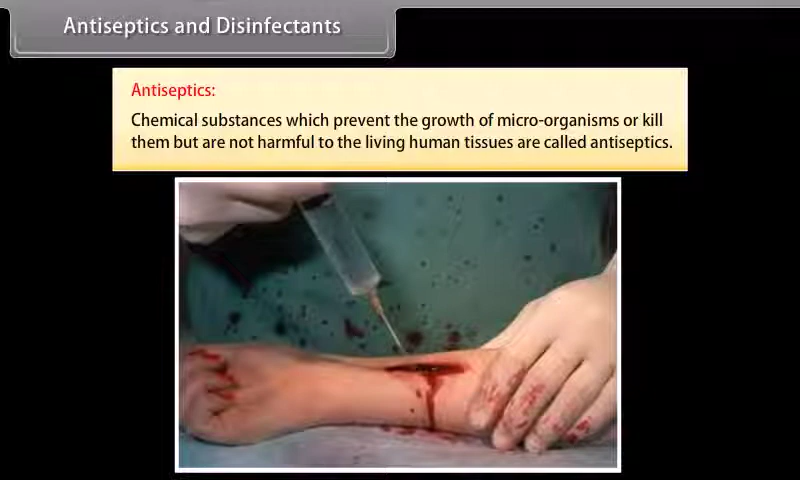 Antiseptics and Disinfectants
Antiseptics:
Chemical substances which prevent the growth of micro-organisms or kill
them but are not harmful to the living human tissues are called antiseptics.